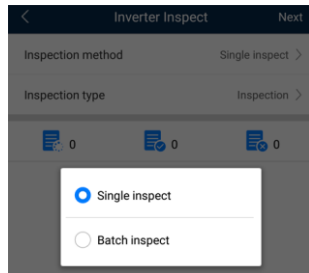 Inverter Inspect Next
Inspection method Single inspect
Inspection type Inspection
0 0 0
Single inspect
Batch inspect